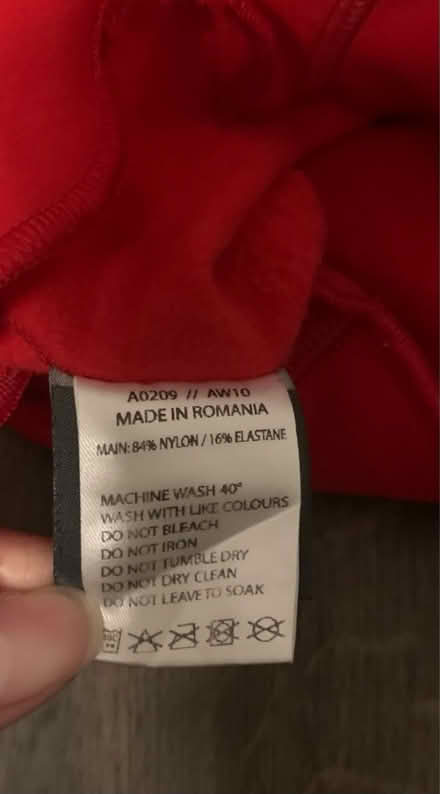 A0209 // AW10
MADE IN ROMANIA
MAIN: 84% NYLON / 16% ELASTANE
MACHINE WASH 40°
WASH WITH LIKE COLOURS
DO NOT BLEACH
DO NOT IRON
DO NOT TUMBLE DRY
DO NOT DRY CLEAN
DO NOT LEAVE TO SOAK